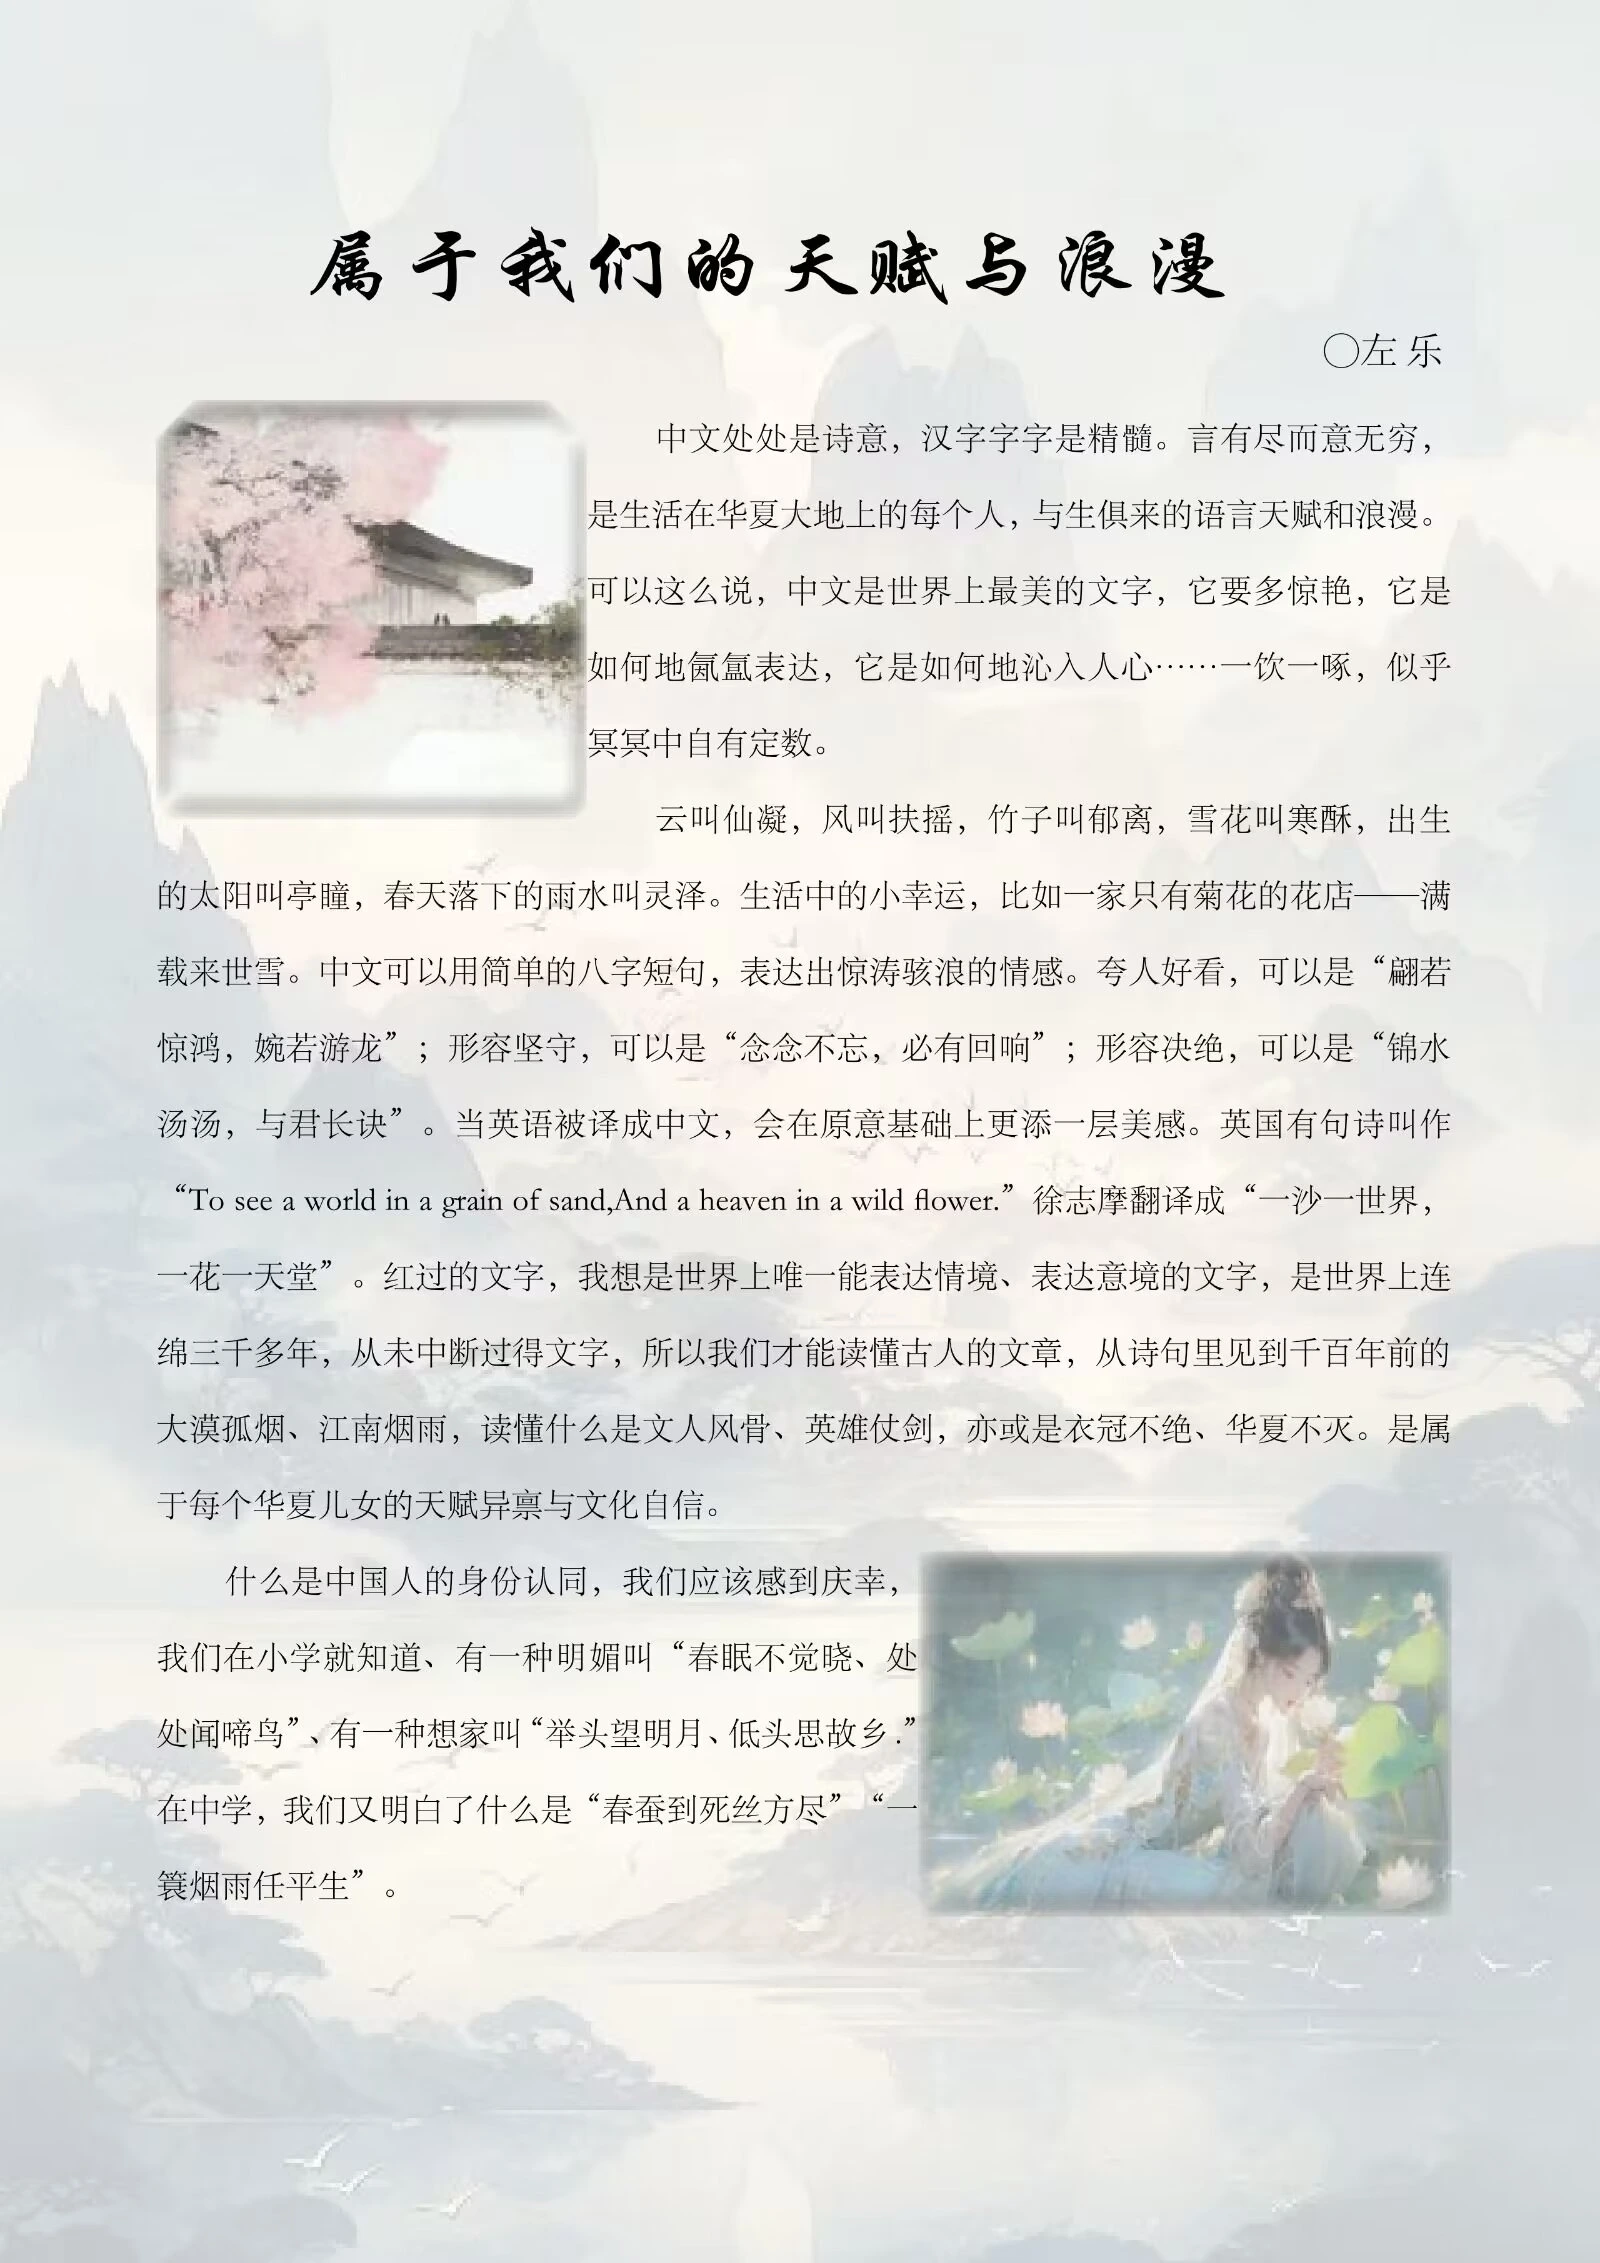 属于我们的天赋与浪漫
〇左 乐
中文处处是诗意，汉字字字是精髓。言有尽而意无穷，
是生活在华夏大地上的每个人，与生俱来的语言天赋和浪漫。
可以这么说，中文是世界上最美的文字，它要多惊艳，它是
如何地氤氲表达，它是如何地沁入人心……一饮一啄，似乎
冥冥中自有定数。
云叫仙凝，风叫扶摇，竹子叫郁离，雪花叫寒酥，出生
的太阳叫亭瞳，春天落下的雨水叫灵泽。生活中的小幸运，比如一家只有菊花的花店——满
载来世雪。中文可以用简单的八字短句，表达出惊涛骇浪的情感。夸人好看，可以是“翩若
惊鸿，婉若游龙”；形容坚守，可以是“念念不忘，必有回响”；形容决绝，可以是“锦水
汤汤，与君长诀”。当英语被译成中文，会在原意基础上更添一层美感。英国有句诗叫作
“To see a world in a grain of sand,And a heaven in a wild flower.”徐志摩翻译成“一沙一世界，
一花一天堂”。红过的文字，我想是世界上唯一能表达情境、表达意境的文字，是世界上连
绵三千多年，从未中断过得文字，所以我们才能读懂古人的文章，从诗句里见到千百年前的
大漠孤烟、江南烟雨，读懂什么是文人风骨、英雄仗剑，亦或是衣冠不绝、华夏不灭。是属
于每个华夏儿女的天赋异禀与文化自信。
什么是中国人的身份认同，我们应该感到庆幸，
我们在小学就知道、有一种明媚叫“春眠不觉晓、处
处闻啼鸟”、有一种想家叫“举头望明月、低头思故乡.”
在中学，我们又明白了什么是“春蚕到死丝方尽”“一
簑烟雨任平生”。